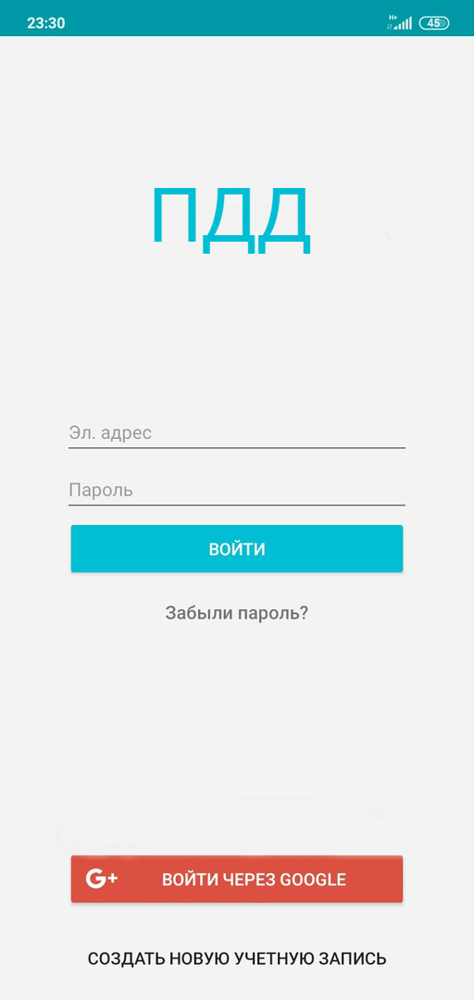 23:30
H+
45
ПДД
Эл. адрес
Пароль
ВОЙТИ
Забыли пароль?
G+ ВОЙТИ ЧЕРЕЗ GOOGLE
СОЗДАТЬ НОВУЮ УЧЕТНУЮ ЗАПИСЬ